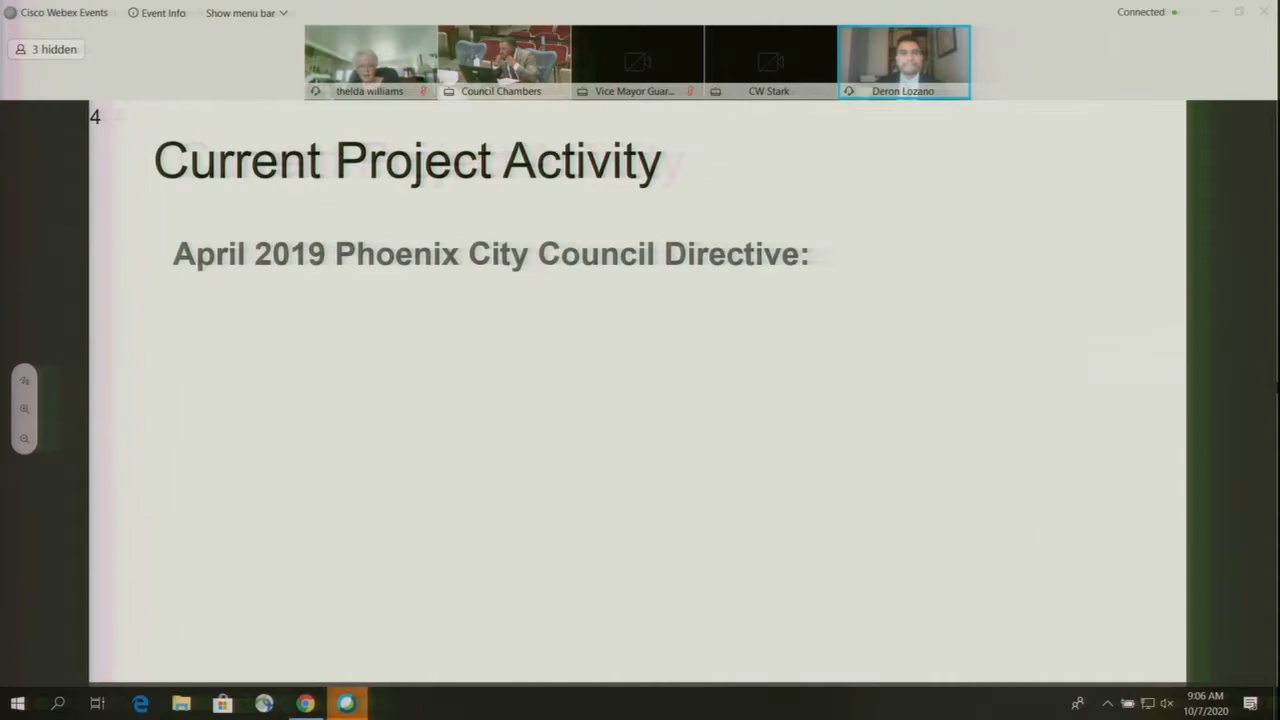 Cisco Webex Events
Event Info
Show menu bar
Connected
3 hidden
thelda williams
Council Chambers
Vice Mayor Guar...
CW Stark
Deron Lozano
4
Current Project Activity
April 2019 Phoenix City Council Directive:
9:06 AM
10/7/2020